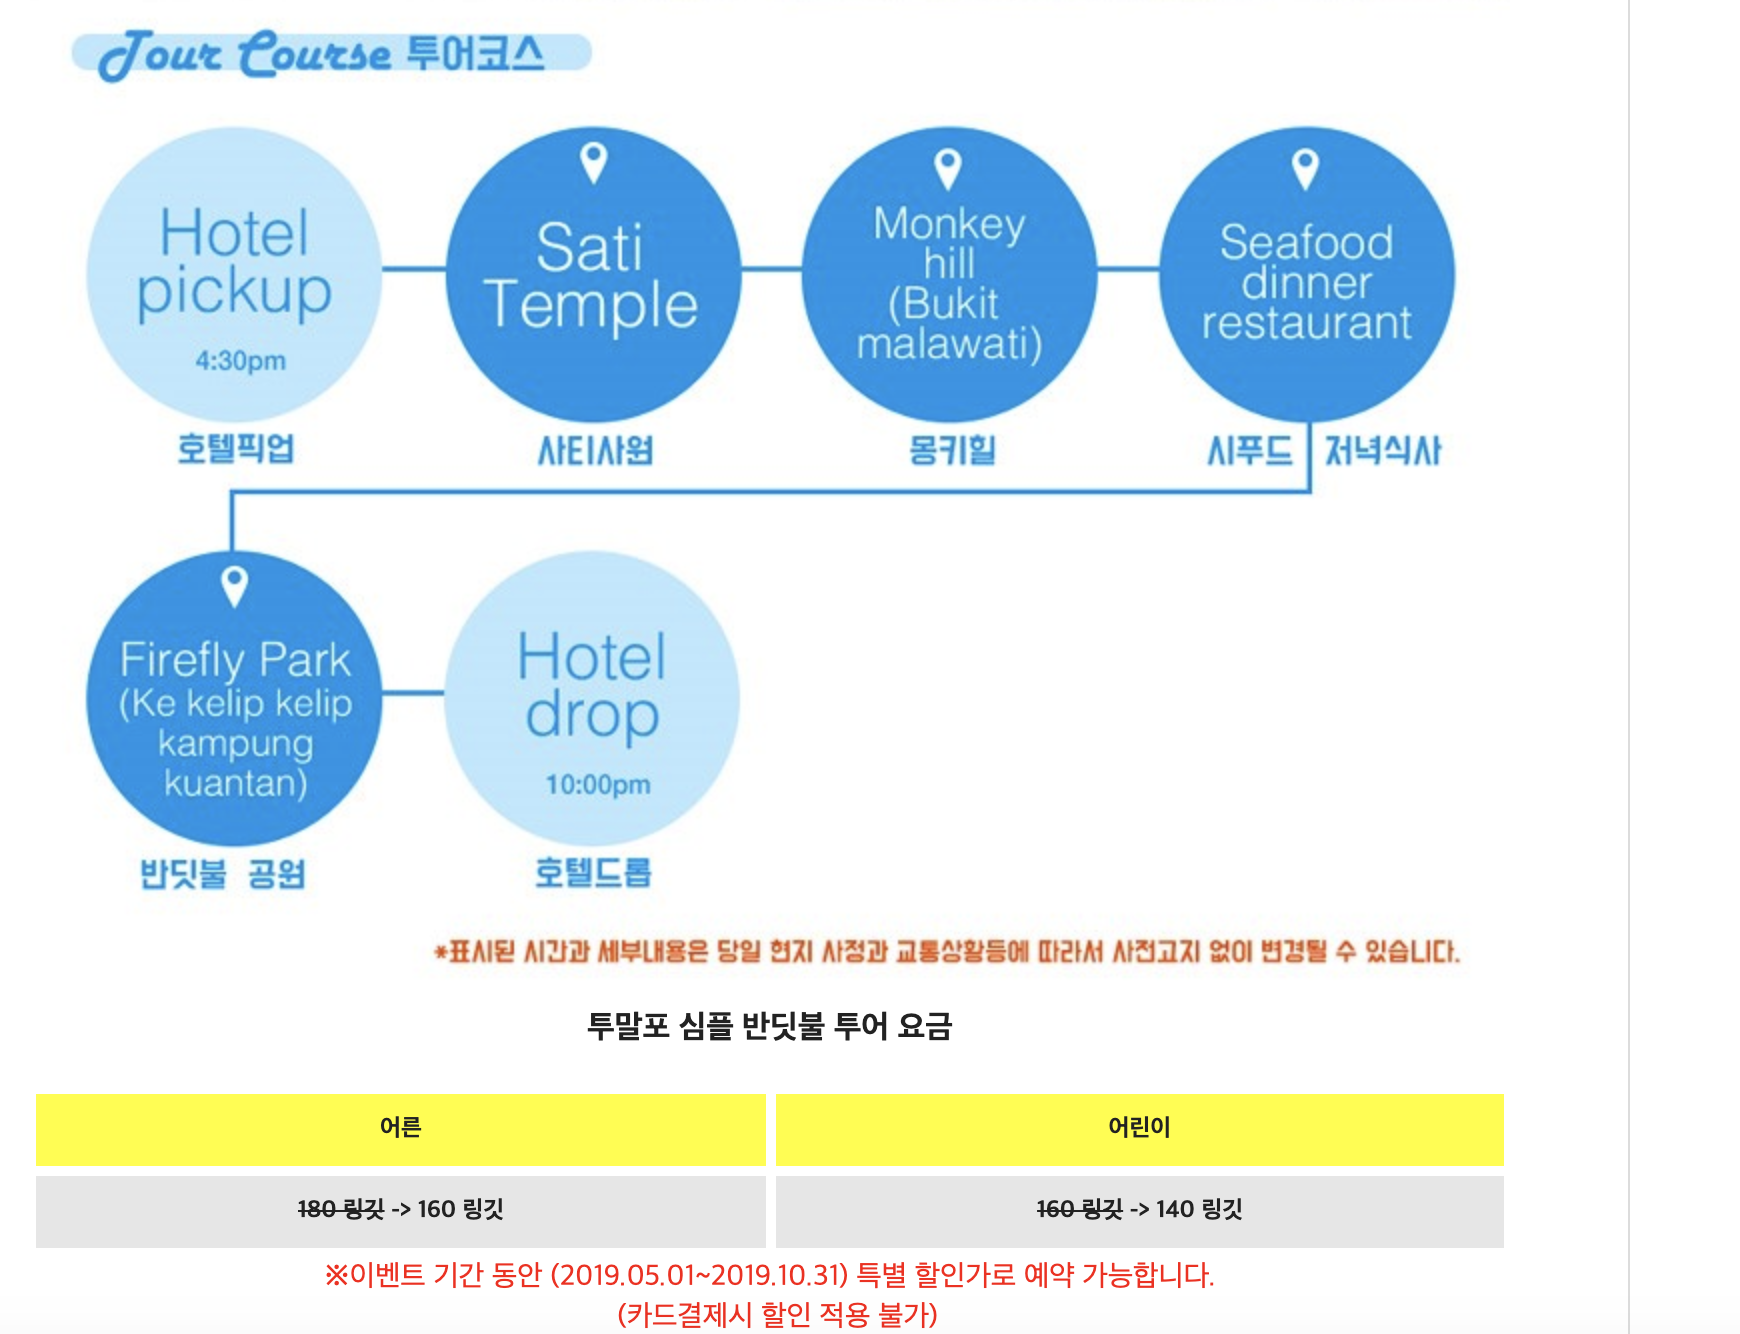 Tour Course 투어코스
Hotel
pickup
4:30pm
호텔픽업
Sati
Temple
사티사원
Monkey
hill
(Bukit
malawati)
몽키힐
Seafood
dinner
restaurant
시푸드 저녁식사
Firefly Park
(Ke kelip kelip
kampung
kuantan)
반딧불 공원
Hotel
drop
10:00pm
호텔드롭
*표시된 시간과 세부내용은 당일 현지 사정과 교통상황등에 따라서 사전고지 없이 변경될 수 있습니다.
투말포 심플 반딧불 투어 요금
어른
어린이
180 링깃 -> 160 링깃
160 링깃 -> 140 링깃
※이벤트 기간 동안 (2019.05.01~2019.10.31) 특별 할인가로 예약 가능합니다.
(카드결제시 할인 적용 불가)